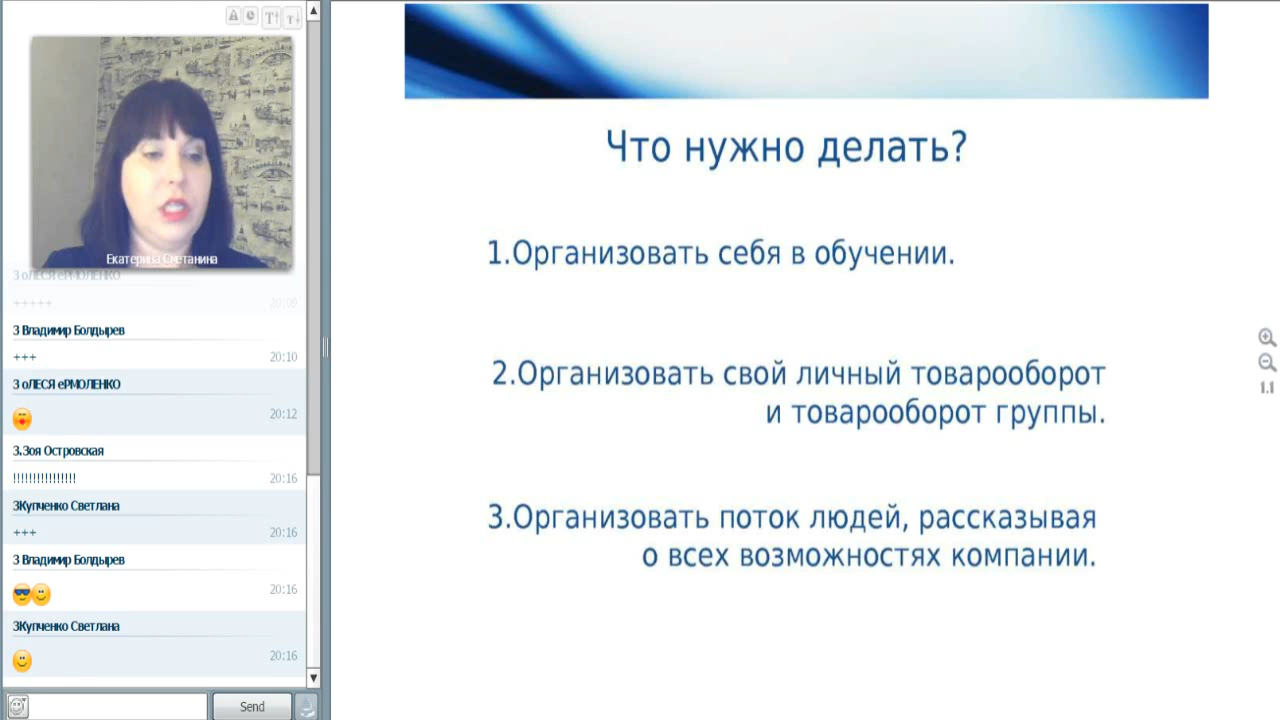 Екатерина Сметанина
3 оЛЕСЯ еРМОЛЕНКО
+++++
20:09
3 Владимир Болдырев
+++
20:10
3 оЛЕСЯ еРМОЛЕНКО
20:12
3.Зоя Островская
!!!!!!!!!!!!!!!!
20:16
3Купченко Светлана
+++
20:16
3 Владимир Болдырев
20:16
3Купченко Светлана
20:16
Send
Что нужно делать?
1.Организовать себя в обучении.
2.Организовать свой личный товарооборот
и товарооборот группы.
3.Организовать поток людей, рассказывая
о всех возможностях компании.
1.1